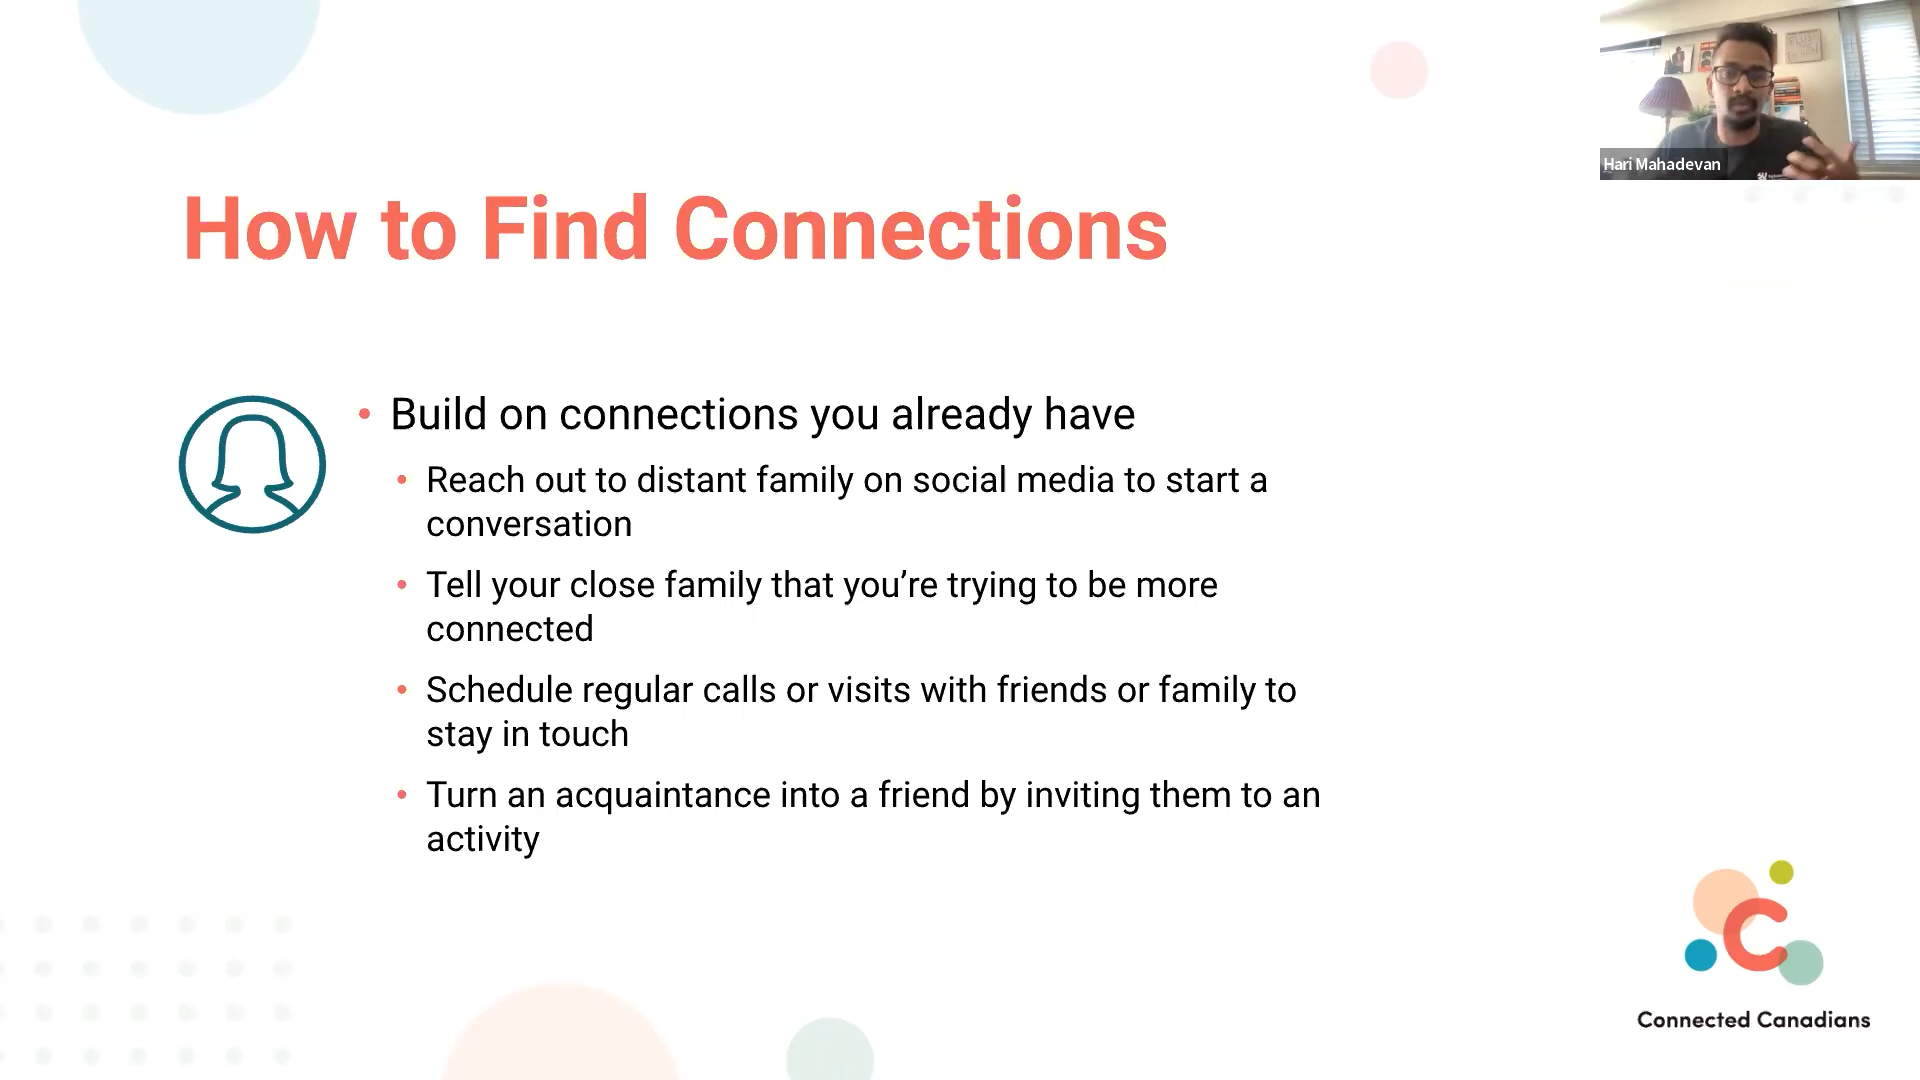 Hari Mahadevan
How to Find Connections
• Build on connections you already have
• Reach out to distant family on social media to start a
conversation
• Tell your close family that you’re trying to be more
connected
• Schedule regular calls or visits with friends or family to
stay in touch
• Turn an acquaintance into a friend by inviting them to an
activity
Connected Canadians